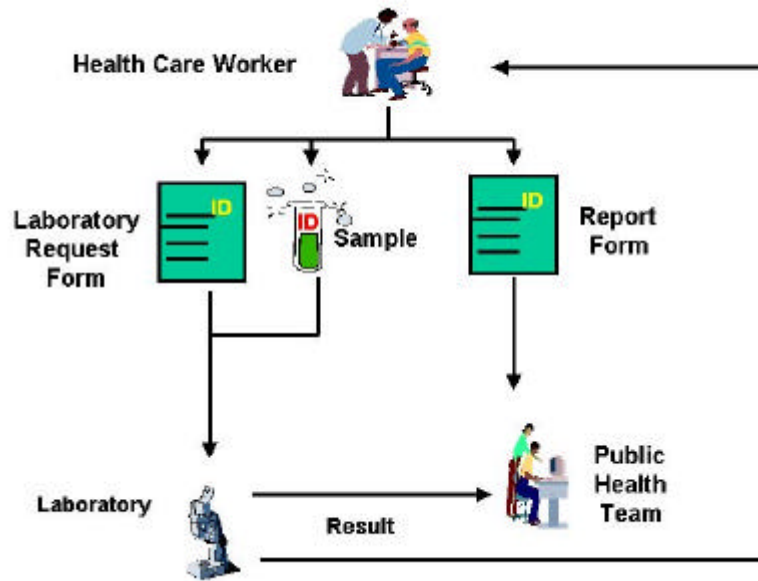 Health Care Worker
ID
Laboratory
Request
Form
ID
Sample
ID
Report
Form
Laboratory
Result
Public
Health
Team